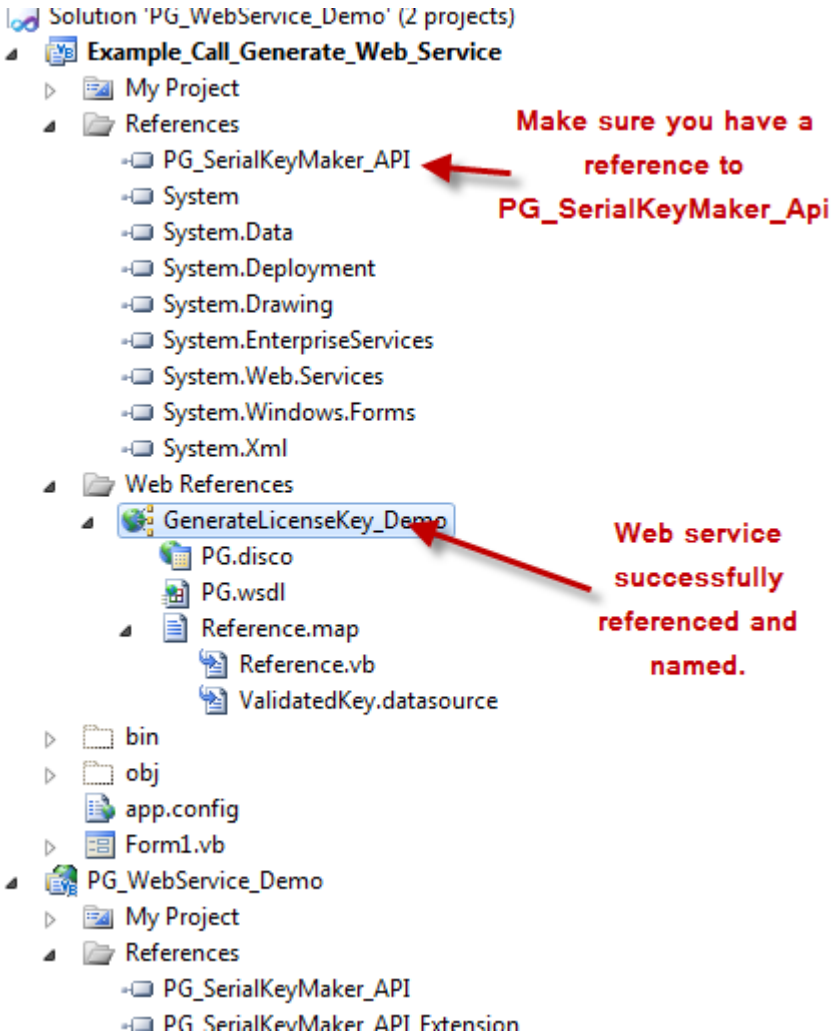 Solution 'PG_WebService_Demo' (2 projects)
Example_Call_Generate_Web_Service
My Project
References
PG_SerialKeyMaker_API
System
System.Data
System.Deployment
System.Drawing
System.EnterpriseServices
System.Web.Services
System.Windows.Forms
System.Xml
Make sure you have a
reference to
PG_SerialKeyMaker_Api
Web References
GenerateLicenseKey_Demo
PG.disco
PG.wsdl
Reference.map
Reference.vb
ValidatedKey.datasource
Web service
successfully
referenced and
named.
bin
obj
app.config
Form1.vb
PG_WebService_Demo
My Project
References
PG_SerialKeyMaker_API
PG_SerialKeyMaker_API_Extension